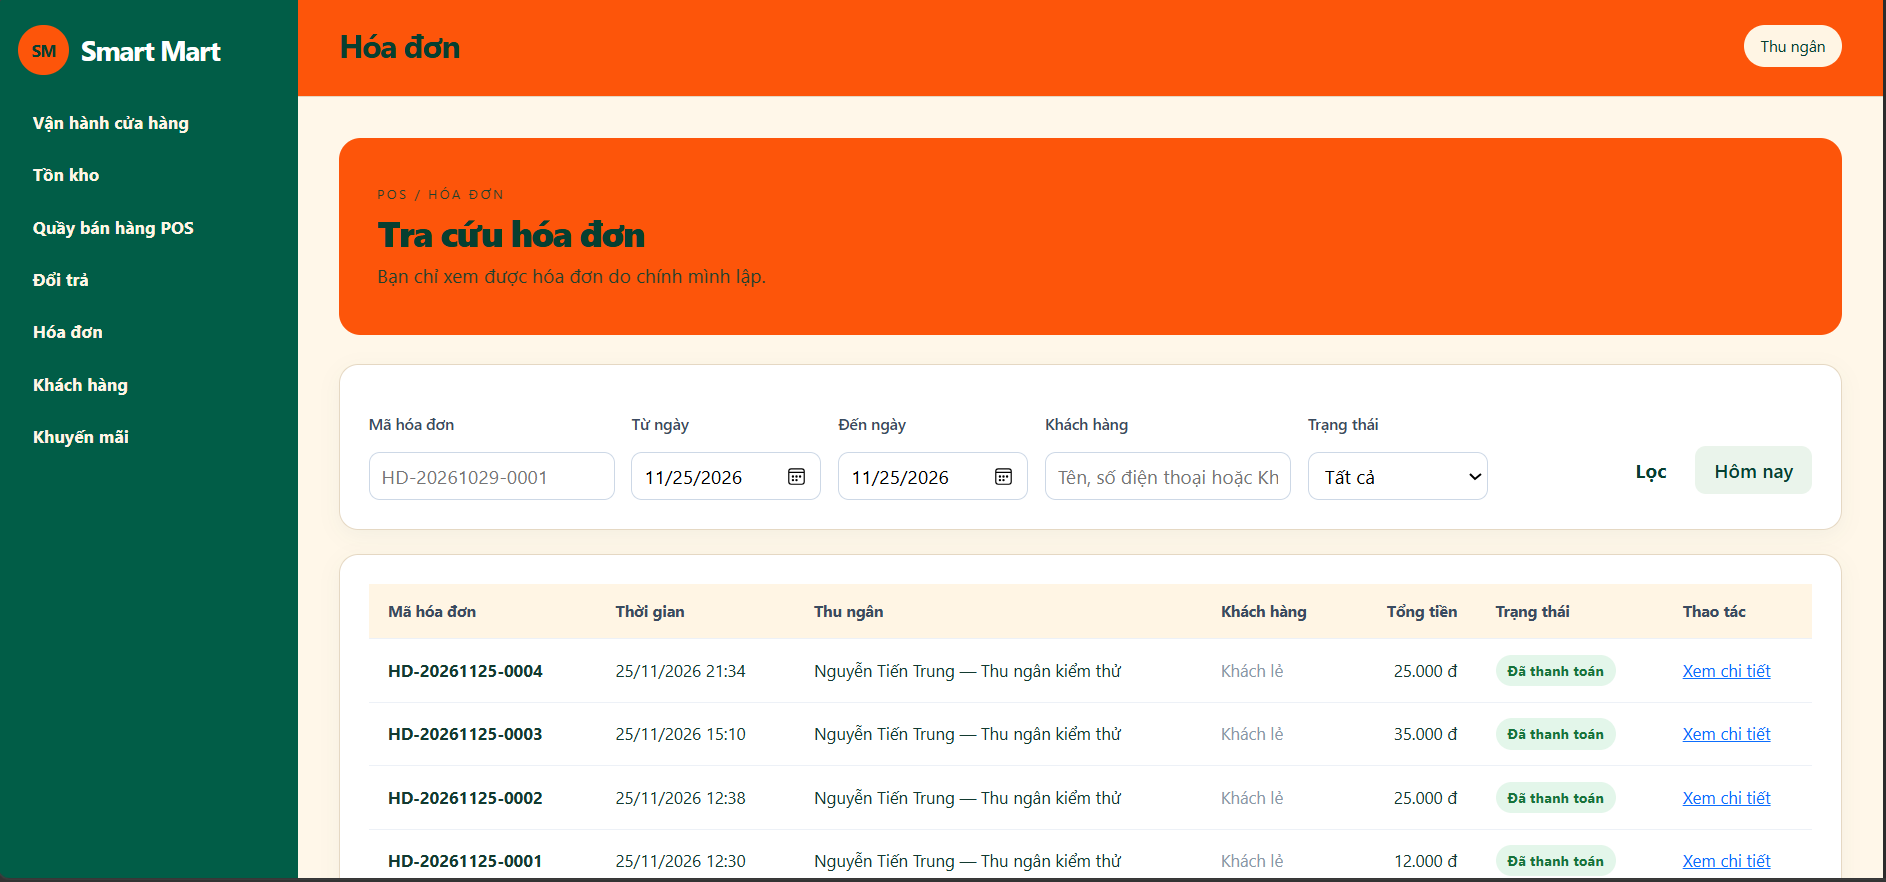 SM Smart Mart
Vận hành cửa hàng
Tồn kho
Quầy bán hàng POS
Đổi trả
Hóa đơn
Khách hàng
Khuyến mãi
Hóa đơn
Thu ngân
POS / HÓA ĐƠN
Tra cứu hóa đơn
Bạn chỉ xem được hóa đơn do chính mình lập.
Mã hóa đơn Từ ngày Đến ngày Khách hàng Trạng thái
HD-20261029-0001 11/25/2026 11/25/2026 Tên, số điện thoại hoặc Kh Tất cả Lọc Hôm nay
Mã hóa đơn Thời gian Thu ngân Khách hàng Tổng tiền Trạng thái Thao tác
HD-20261125-0004 25/11/2026 21:34 Nguyễn Tiến Trung — Thu ngân kiểm thử Khách lẻ 25.000 đ Đã thanh toán Xem chi tiết
HD-20261125-0003 25/11/2026 15:10 Nguyễn Tiến Trung — Thu ngân kiểm thử Khách lẻ 35.000 đ Đã thanh toán Xem chi tiết
HD-20261125-0002 25/11/2026 12:38 Nguyễn Tiến Trung — Thu ngân kiểm thử Khách lẻ 25.000 đ Đã thanh toán Xem chi tiết
HD-20261125-0001 25/11/2026 12:30 Nguyễn Tiến Trung — Thu ngân kiểm thử Khách lẻ 12.000 đ Đã thanh toán Xem chi tiết